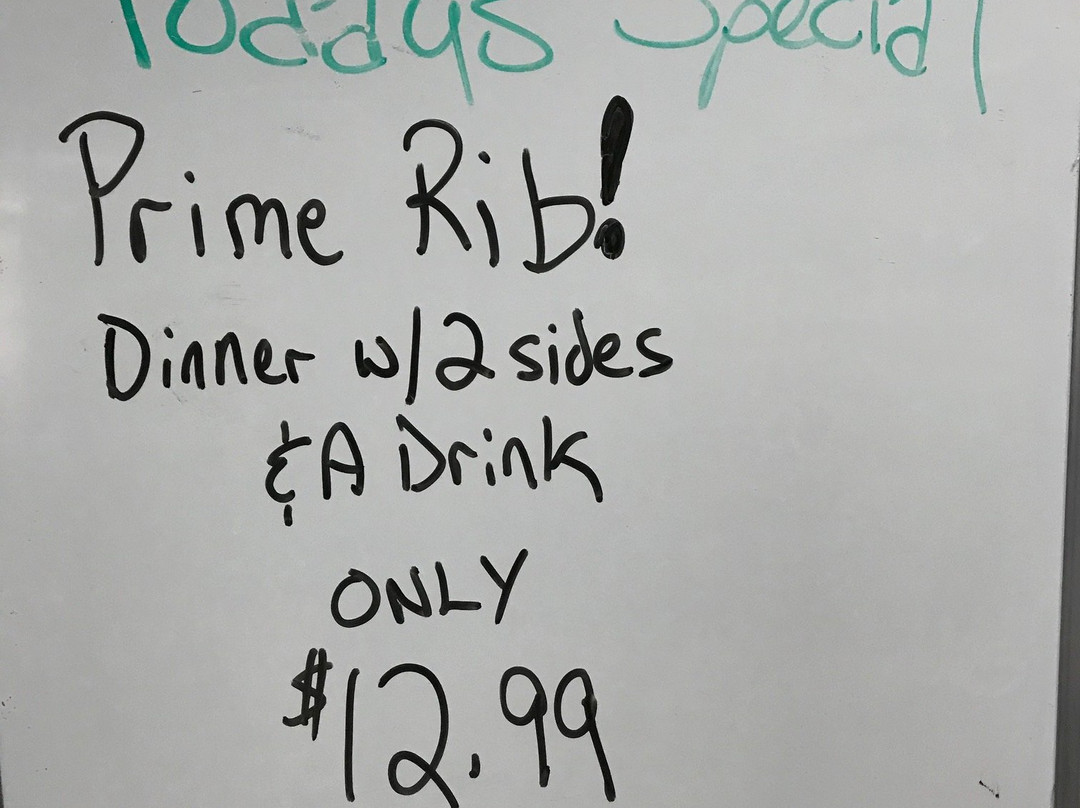 Todays Special
Prime Rib!
Dinner w/2 sides
& A Drink
ONLY
$12.99